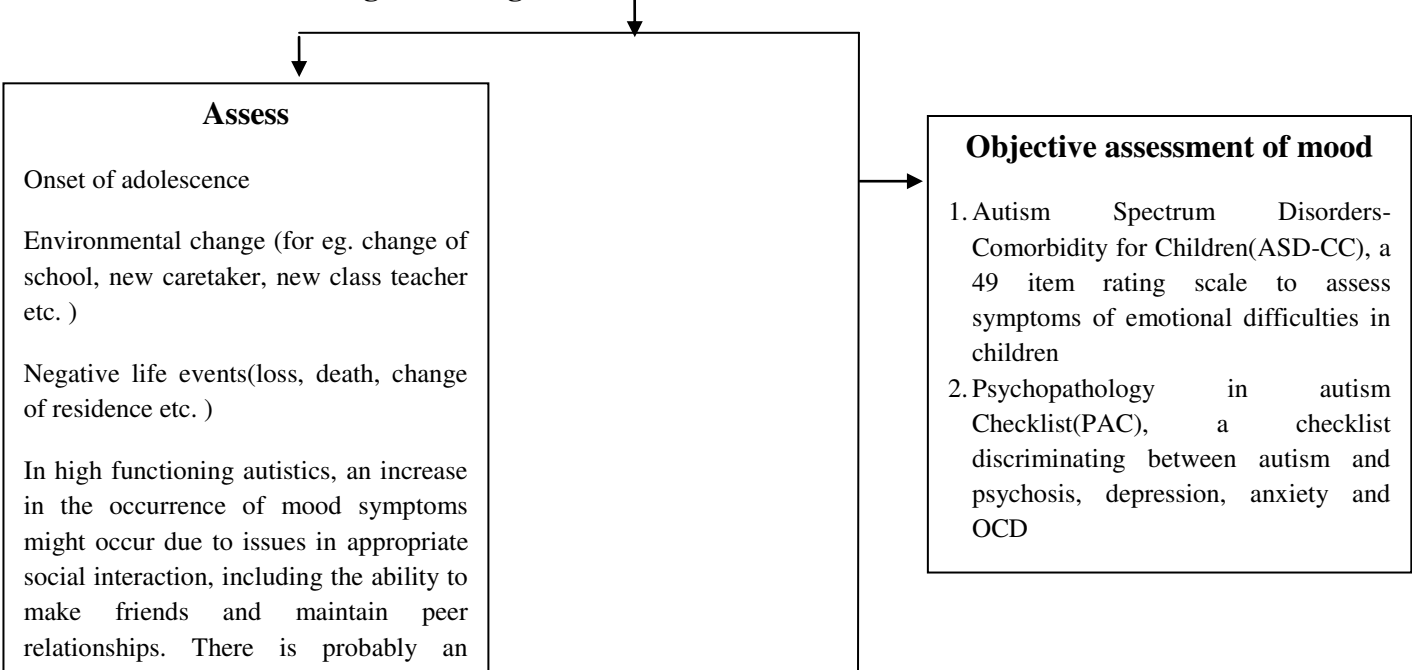 Assess
Onset of adolescence
Environmental change (for eg. change of
school, new caretaker, new class teacher
etc. )
Negative life events(loss, death, change
of residence etc. )
In high functioning autistics, an increase
in the occurrence of mood symptoms
might occur due to issues in appropriate
social interaction, including the ability to
make friends and maintain peer
relationships. There is probably an
Objective assessment of mood
1. Autism Spectrum Disorders-
Comorbidity for Children(ASD-CC), a
49 item rating scale to assess
symptoms of emotional difficulties in
children
2. Psychopathology in autism
Checklist(PAC), a checklist
discriminating between autism and
psychosis, depression, anxiety and
OCD